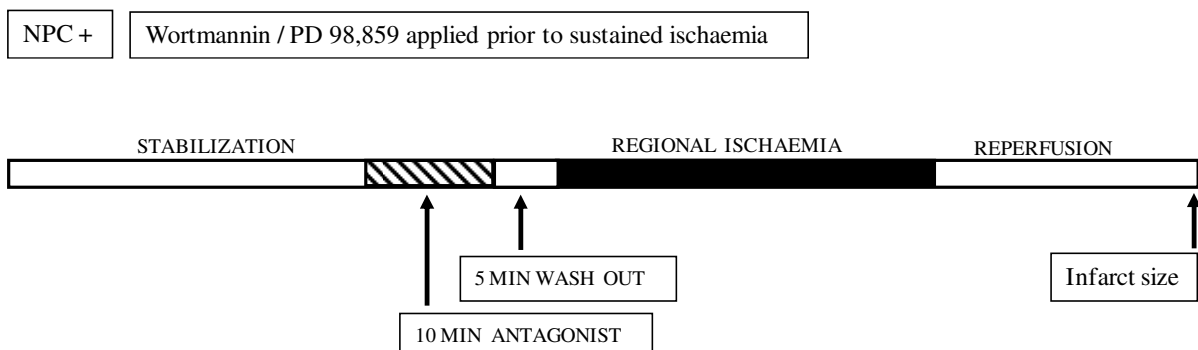 NPC + Wortmannin / PD 98,859 applied prior to sustained ischaemia
STABILIZATION REGIONAL ISCHAEMIA REPERFUSION
5 MIN WASH OUT Infarct size
10 MIN ANTAGONIST